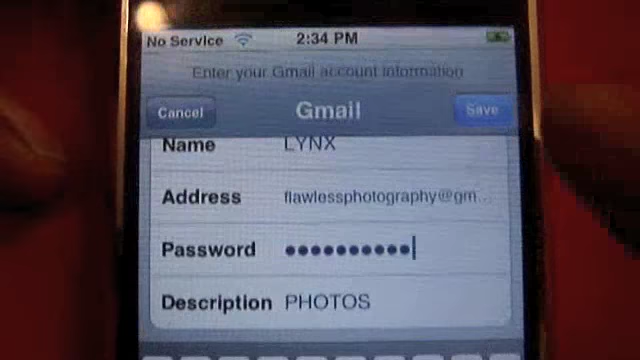 No Service 2:34 PM
Enter your Gmail account information
Cancel Gmail Save
Name LYNX
Address flawlessphotography@gm...
Password ●●●●●●●●●●
Description PHOTOS